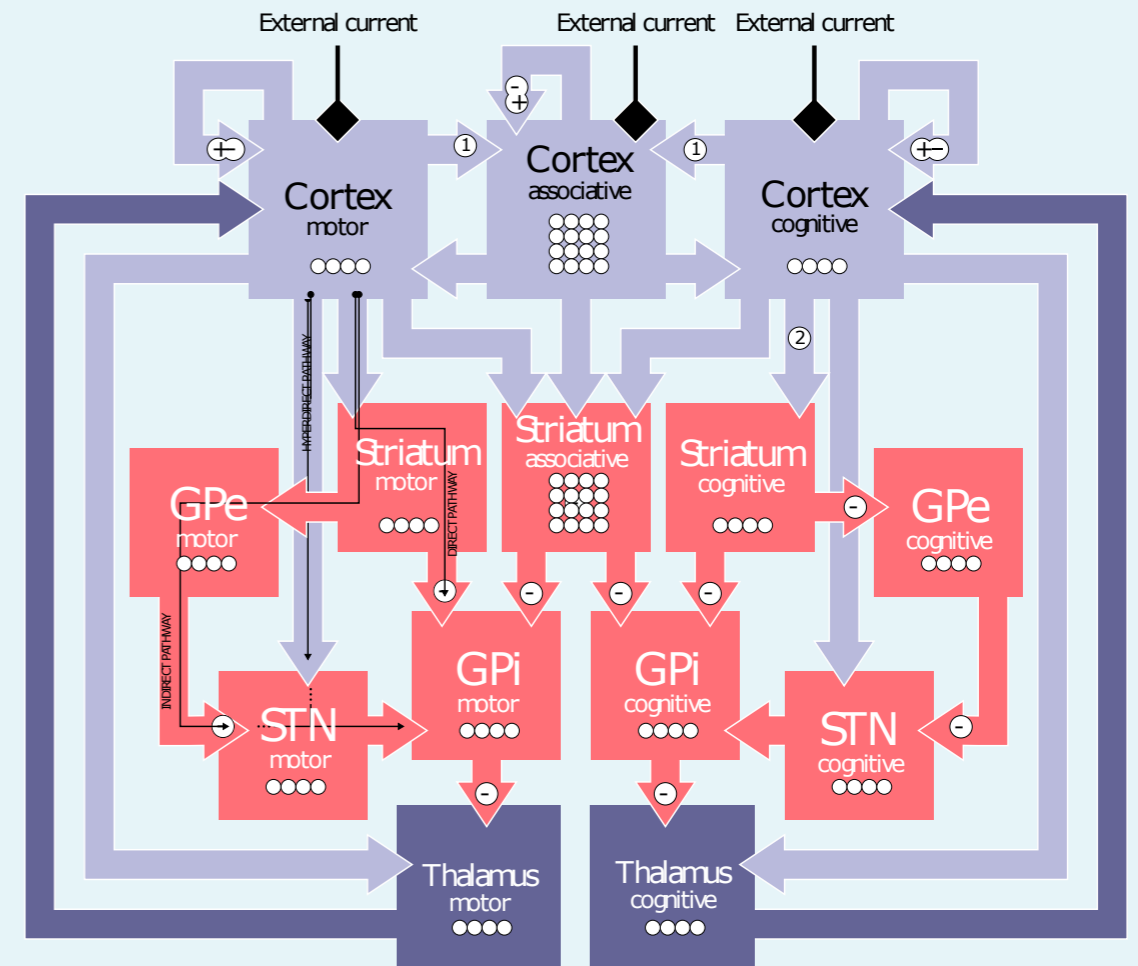 External current
External current
External current
-
+
+-
1
1
+-
Cortex
motor
Cortex
associative
Cortex
cognitive
HYPERDIRECT PATHWAY
2
Striatum
motor
Striatum
associative
Striatum
cognitive
GPe
motor
GPe
cognitive
-
DIRECT PATHWAY
-
-
-
-
INDIRECT PATHWAY
GPi
motor
GPi
cognitive
STN
motor
STN
cognitive
-
-
-
-
Thalamus
motor
Thalamus
cognitive